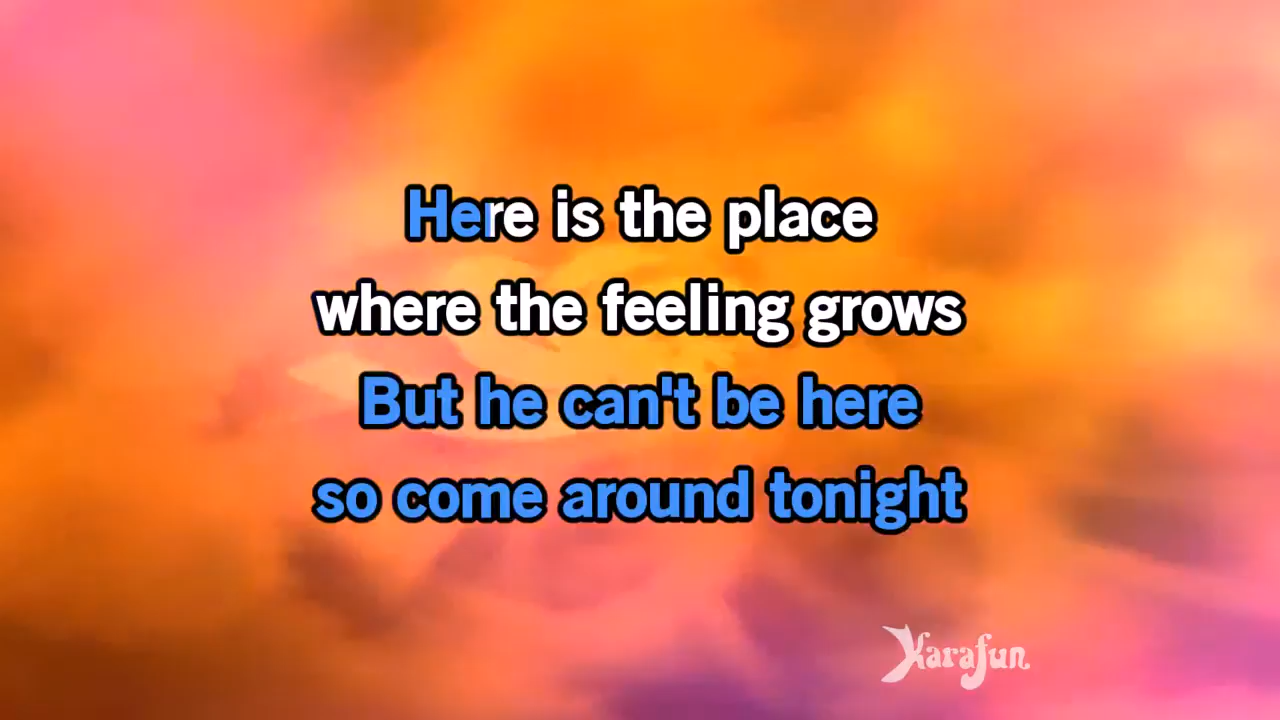 Here is the place
where the feeling grows
But he can't be here
so come around tonight
Karafun